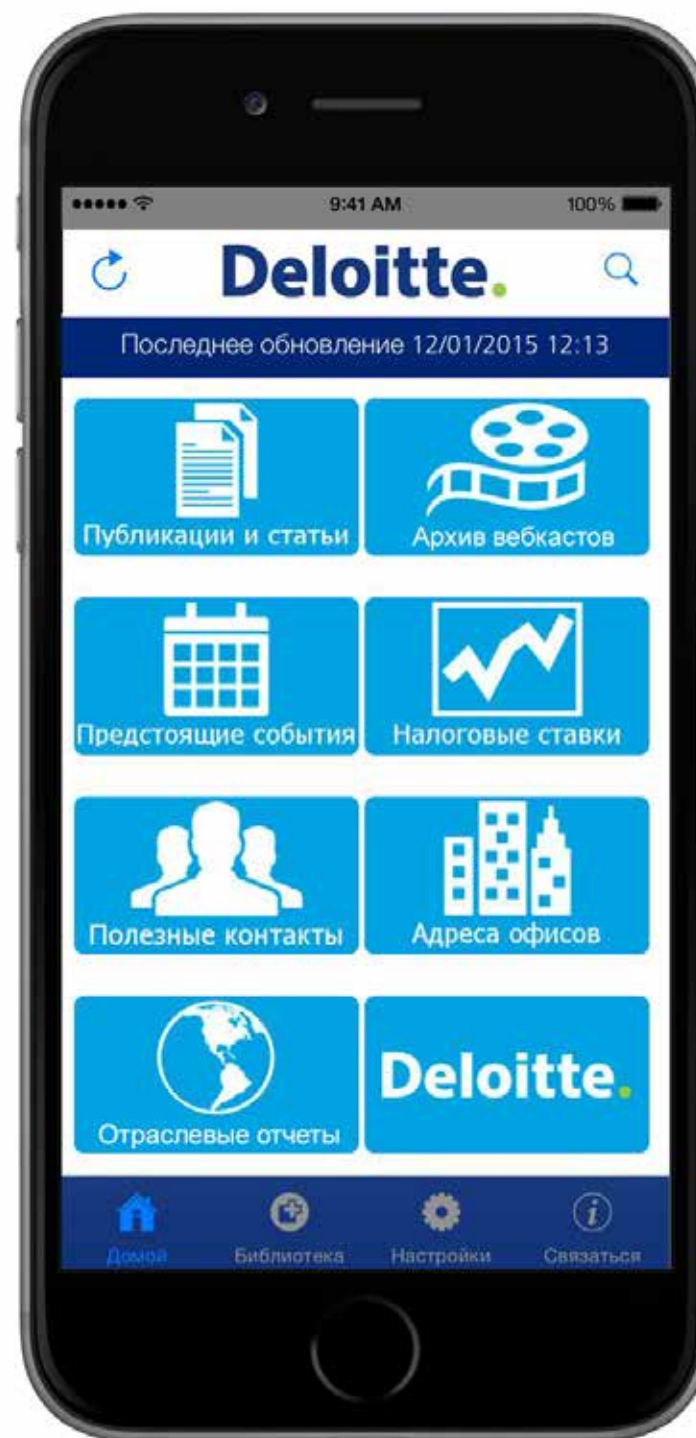 9:41 AM 100%
Deloitte.
Последнее обновление 12/01/2015 12:13
Публикации и статьи
Архив вебкастов
Предстоящие события
Налоговые ставки
Полезные контакты
Адреса офисов
Отраслевые отчеты
Deloitte.
Домой
Библиотека
Настройки
Связаться